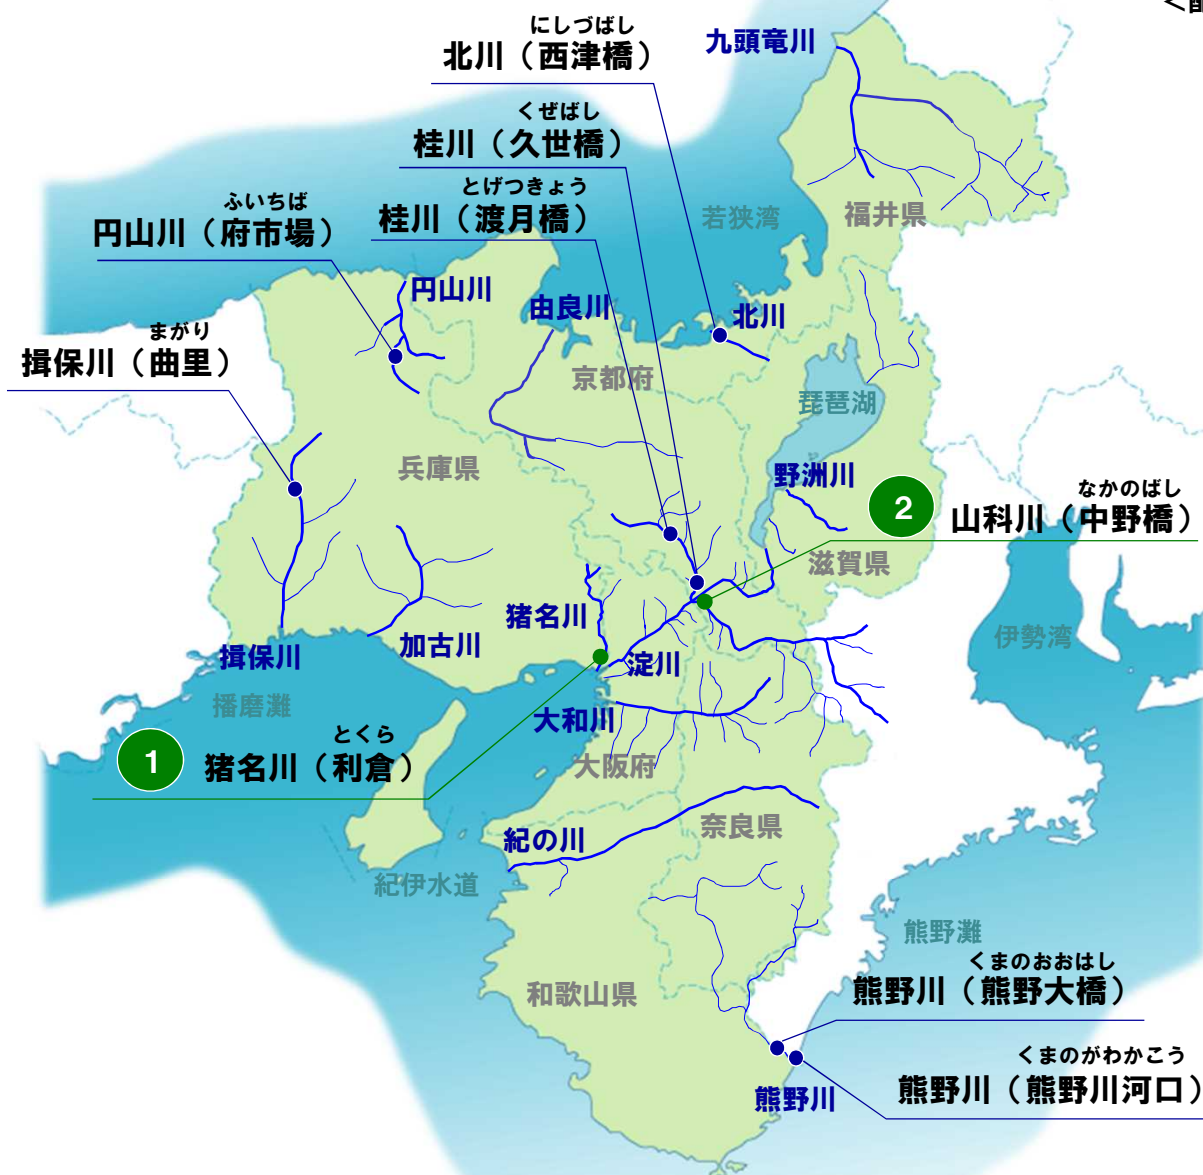 にしづばし
北川（西津橋）
九頭竜川
くぜばし
桂川（久世橋）
とげつきょう
桂川（渡月橋）
若狭湾
福井県
ふいちば
円山川（府市場）
円山川
由良川
北川
まがり
揖保川（曲里）
京都府
琵琶湖
兵庫県
野洲川
2
なかのばし
山科川（中野橋）
滋賀県
猪名川
加古川
揖保川
淀川
伊勢湾
播磨灘
大和川
1
とくら
猪名川（利倉）
大阪府
紀の川
奈良県
紀伊水道
熊野灘
和歌山県
くまのおおはし
熊野川（熊野大橋）
くまのがわかこう
熊野川（熊野川河口）
熊野川